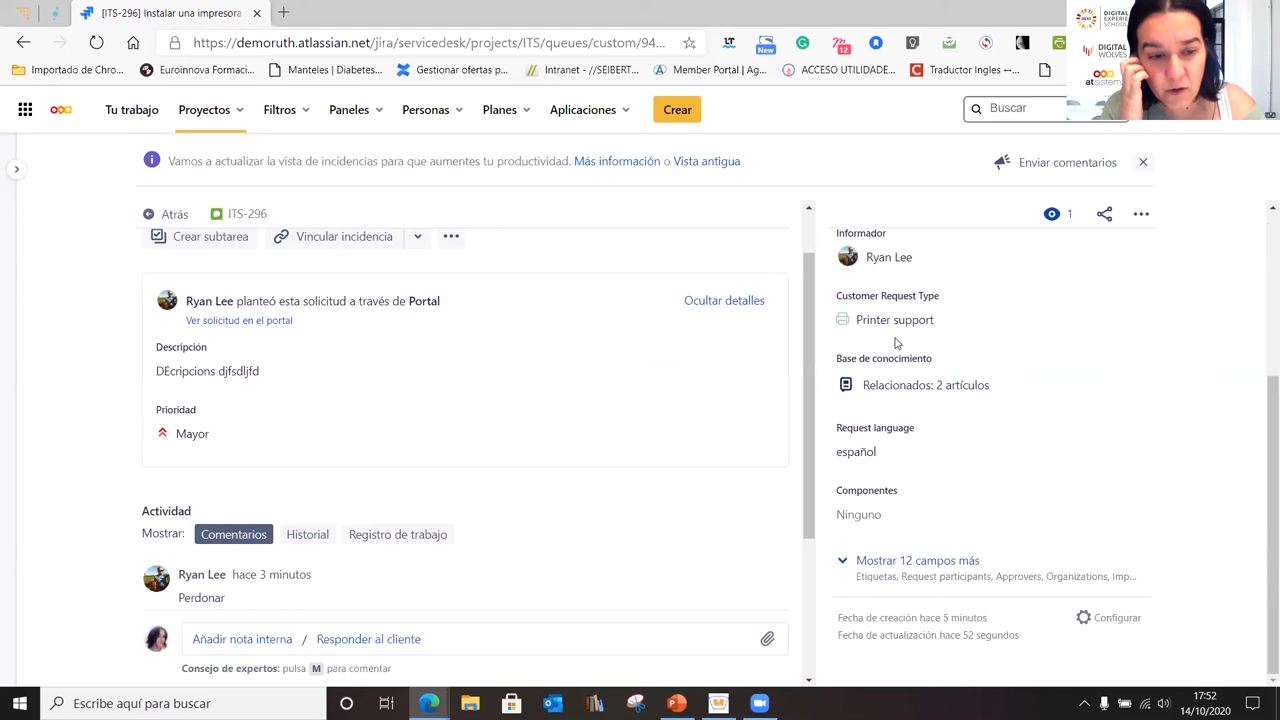 [ITS-296] Instalar una impresora
https://demoruth.atlassian.net/jira/servicedesk/projects/ITS/queues/custom/94...
New
12
DIGITAL
EXPERIENCE
SCHOOL
DIGITAL
WOLVES
atsistemas
Importado de Chro...
Euroinnova Formaci...
Manteles | Diabetes...
Gestionar ofertas p...
Intranet - //SEIBERT...
Member Portal | Ag...
ACCESO UTILIDADE...
Traductor Ingles ↔...
Tu trabajo
Proyectos
Filtros
Paneles
Personas
Planes
Aplicaciones
Crear
Buscar
Vamos a actualizar la vista de incidencias para que aumentes tu productividad. Más información o Vista antigua
Enviar comentarios
Atrás
ITS-296
1
Crear subtarea
Vincular incidencia
Ryan Lee planteó esta solicitud a través de Portal
Ocultar detalles
Ver solicitud en el portal
Descripción
DEcripcions djfsdljfd
Prioridad
Mayor
Actividad
Mostrar:
Comentarios
Historial
Registro de trabajo
Ryan Lee hace 3 minutos
Perdonar
Añadir nota interna / Responder al cliente
Consejo de expertos: pulsa M para comentar
Informador
Ryan Lee
Customer Request Type
Printer support
Base de conocimiento
Relacionados: 2 artículos
Request language
español
Componentes
Ninguno
Mostrar 12 campos más
Etiquetas, Request participants, Approvers, Organizations, Imp...
Fecha de creación hace 5 minutos
Configurar
Fecha de actualización hace 52 segundos
Escribe aquí para buscar
17:52
14/10/2020